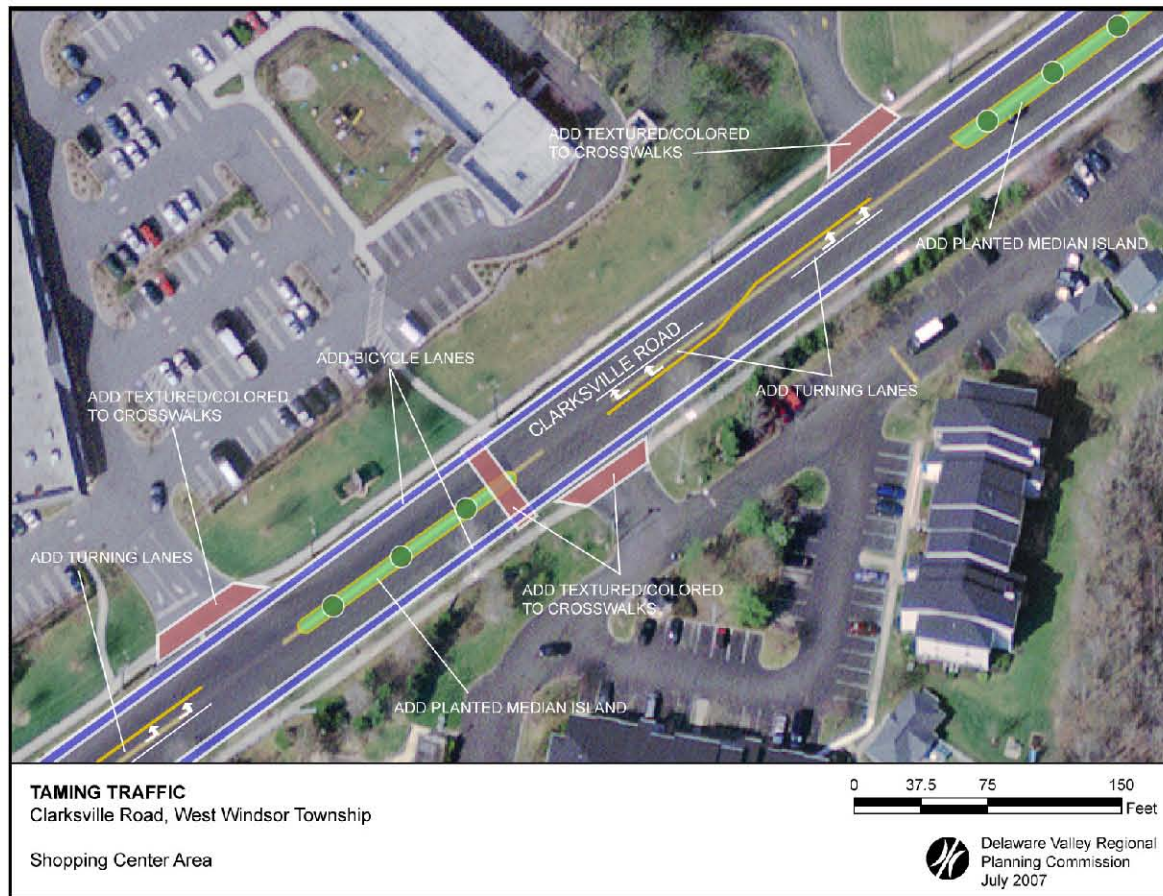 ADD TEXTURED/COLORED
TO CROSSWALKS
ADD PLANTED MEDIAN ISLAND
CLARKSVILLE ROAD
ADD BICYCLE LANES
ADD TURNING LANES
ADD TEXTURED/COLORED
TO CROSSWALKS
ADD TURNING LANES
ADD TEXTURED/COLORED
TO CROSSWALKS
ADD PLANTED MEDIAN ISLAND
TAMING TRAFFIC
Clarksville Road, West Windsor Township
Shopping Center Area
0 37.5 75 150
Feet
Delaware Valley Regional
Planning Commission
July 2007